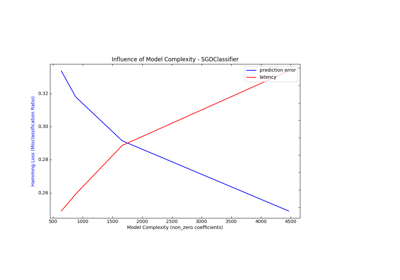 Influence of Model Complexity - SGDClassifier
prediction error
latency
Hamming Loss (Misclassification Ratio)
0.32
0.30
0.28
0.26
500 1000 1500 2000 2500 3000 3500 4000 4500
Model Complexity (non_zero coefficients)